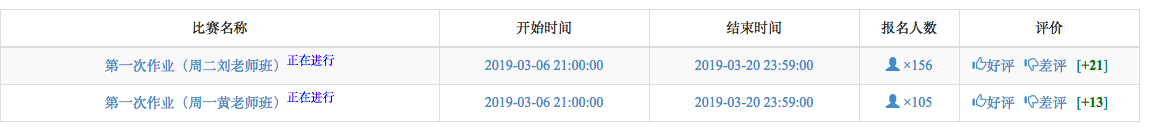 比赛名称 开始时间 结束时间 报名人数 评价
第一次作业（周二刘老师班）正在进行 2019-03-06 21:00:00 2019-03-20 23:59:00 ×156 好评 差评 [+21]
第一次作业（周一黄老师班）正在进行 2019-03-06 21:00:00 2019-03-20 23:59:00 ×105 好评 差评 [+13]